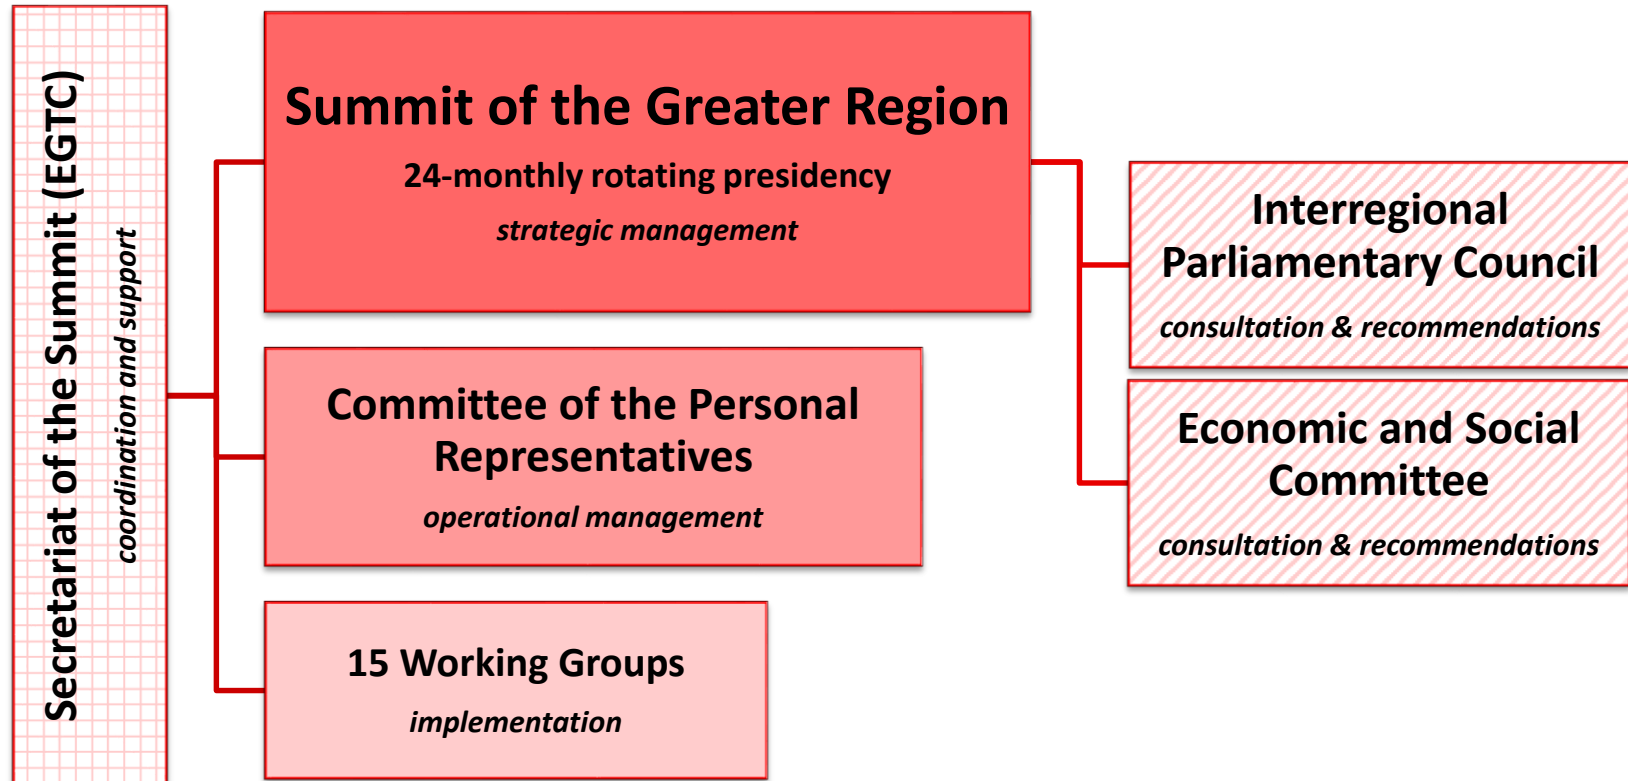 Secretariat of the Summit (EGTC)
coordination and support
Summit of the Greater Region
24-monthly rotating presidency
strategic management
Committee of the Personal
Representatives
operational management
15 Working Groups
implementation
Interregional
Parliamentary Council
consultation & recommendations
Economic and Social
Committee
consultation & recommendations